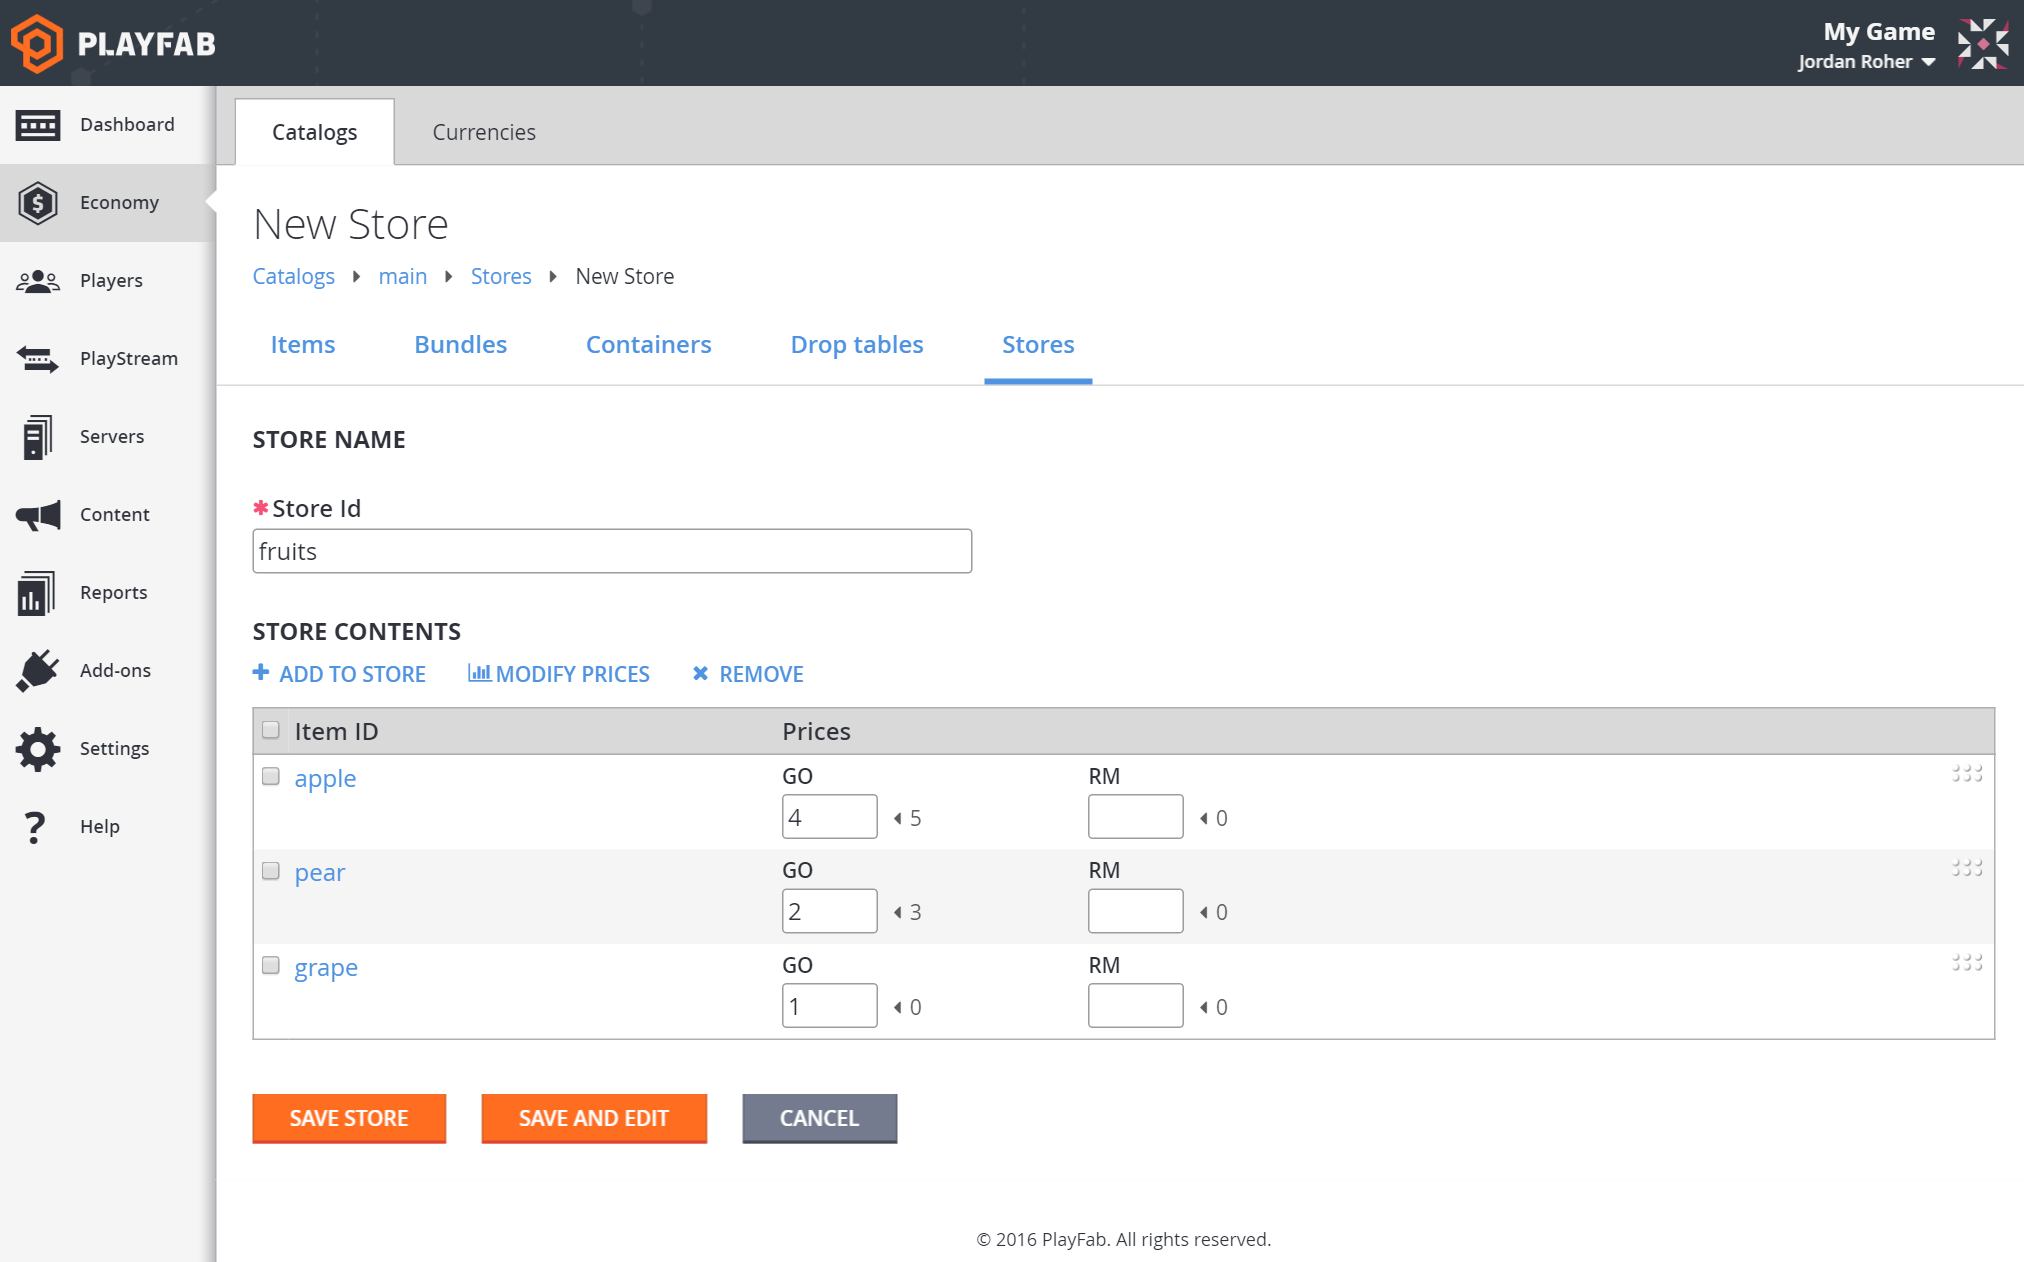 PLAYFAB
My Game
Jordan Roher
Dashboard
Economy
Players
PlayStream
Servers
Content
Reports
Add-ons
Settings
Help
Catalogs Currencies
New Store
Catalogs main Stores New Store
Items Bundles Containers Drop tables Stores
STORE NAME
*Store Id
fruits
STORE CONTENTS
ADD TO STORE MODIFY PRICES REMOVE
Item ID Prices
apple GO RM
4 5 0
pear GO RM
2 3 0
grape GO RM
1 0 0
SAVE STORE SAVE AND EDIT CANCEL
© 2016 PlayFab. All rights reserved.